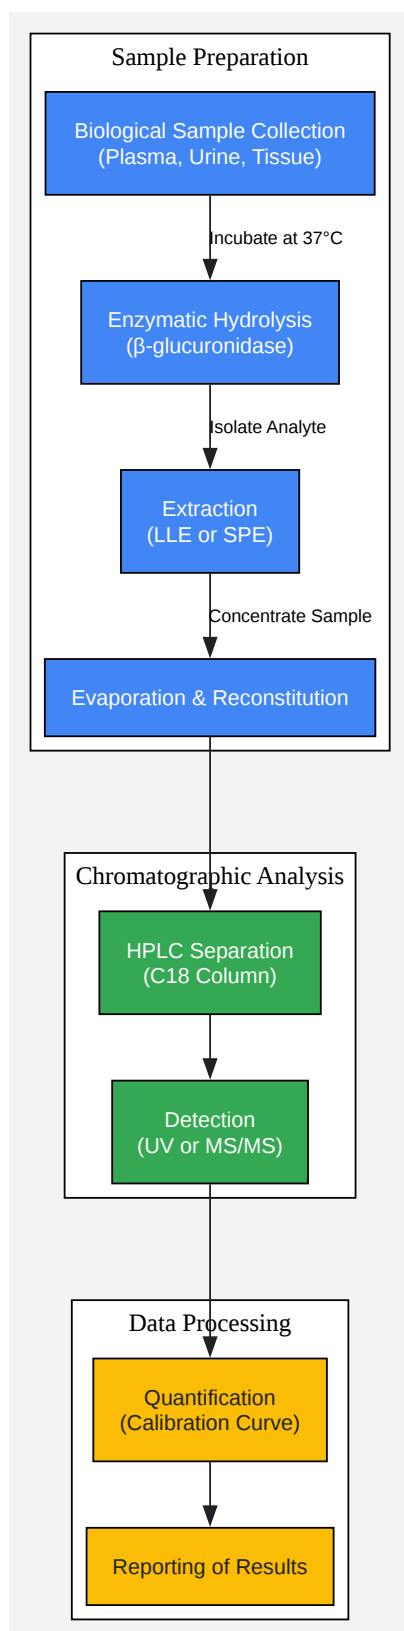 Sample Preparation
Biological Sample Collection
(Plasma, Urine, Tissue)
Incubate at 37°C
Enzymatic Hydrolysis
(β-glucuronidase)
Isolate Analyte
Extraction
(LLE or SPE)
Concentrate Sample
Evaporation & Reconstitution
Chromatographic Analysis
HPLC Separation
(C18 Column)
Detection
(UV or MS/MS)
Data Processing
Quantification
(Calibration Curve)
Reporting of Results